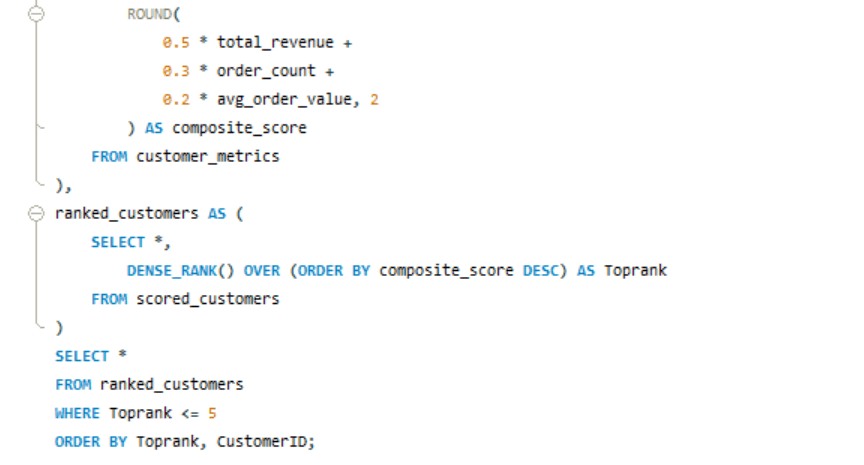 ROUND(
0.5 * total_revenue +
0.3 * order_count +
0.2 * avg_order_value, 2
) AS composite_score
FROM customer_metrics
),
ranked_customers AS (
SELECT *,
DENSE_RANK() OVER (ORDER BY composite_score DESC) AS Toprank
FROM scored_customers
)
SELECT *
FROM ranked_customers
WHERE Toprank <= 5
ORDER BY Toprank, CustomerID;